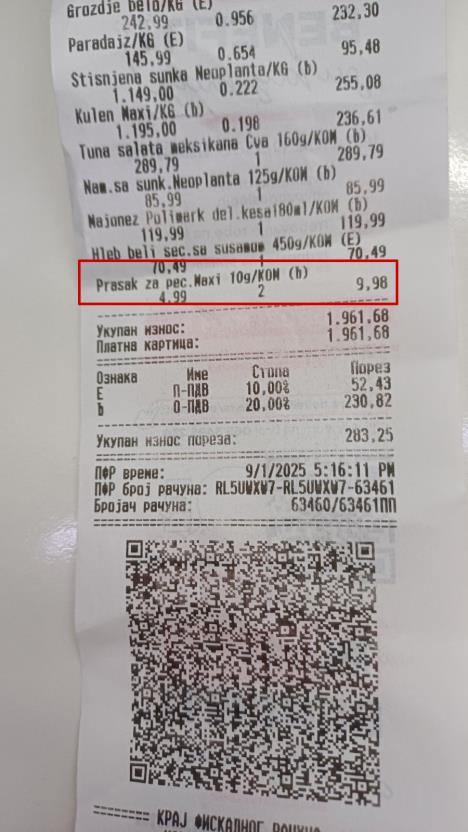 Grozdje belo/KG (E)
242,99 0.956 232,30
Paradajz/KG (E)
145,99 0.654 95,48
Stisnjena sunka Neoplanta/KG (b)
1.149,00 0.222 255,08
Kulen Maxi/KG (b)
1.195,00 0.198 236,61
Tuna salata meksikana Cva 160g/KOM (b)
289,79 1 289,79
Nam.sa sunk.Neoplanta 125g/KOM (b)
85,99 1 85,99
Majonez Polimark del.kesa180ml/KOM (b)
119,99 1 119,99
Hleb beli sec.sa susamom 450g/KOM (E)
70,49 1 70,49
Prasak za pec.Maxi 10g/KOM (b)
4,99 2 9,98
Укупан износ: 1.961,68
Платна картица: 1.961,68
Ознака Име Стопа Порез
Е П-ПДВ 10,00% 52,43
Ђ О-ПДВ 20,00% 230,82
Укупан износ пореза: 283,25
ПФР време: 9/1/2025 5:16:11 PM
ПФР број рачуна: RL5UWXW7-RL5UWXW7-63461
Бројач рачуна: 63460/63461ПП
КРАЈ ФИСКАЛНОГ РАЧУНА